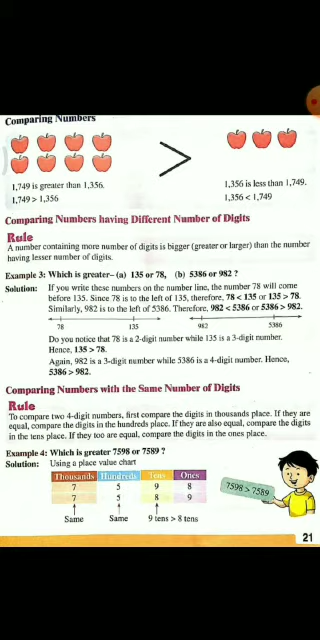 Comparing Numbers
>
1,749 is greater than 1,356.
1,749 > 1,356
1,356 is less than 1,749.
1,356 < 1,749
Comparing Numbers having Different Number of Digits
Rule
A number containing more number of digits is bigger (greater or larger) than the number
having lesser number of digits.
Example 3: Which is greater– (a) 135 or 78, (b) 5386 or 982 ?
Solution: If you write these numbers on the number line, the number 78 will come
before 135. Since 78 is to the left of 135, therefore, 78 < 135 or 135 > 78.
Similarly, 982 is to the left of 5386. Therefore, 982 < 5386 or 5386 > 982.
78 135 982 5386
Do you notice that 78 is a 2-digit number while 135 is a 3-digit number.
Hence, 135 > 78.
Again, 982 is a 3-digit number while 5386 is a 4-digit number. Hence,
5386 > 982.
Comparing Numbers with the Same Number of Digits
Rule
To compare two 4-digit numbers, first compare the digits in thousands place. If they are
equal, compare the digits in the hundreds place. If they are also equal, compare the digits
in the tens place. If they too are equal, compare the digits in the ones place.
Example 4: Which is greater 7598 or 7589 ?
Solution: Using a place value chart
Thousands Hundreds Tens Ones
7 5 9 8
7 5 8 9
Same Same 9 tens > 8 tens
7598 > 7589
21